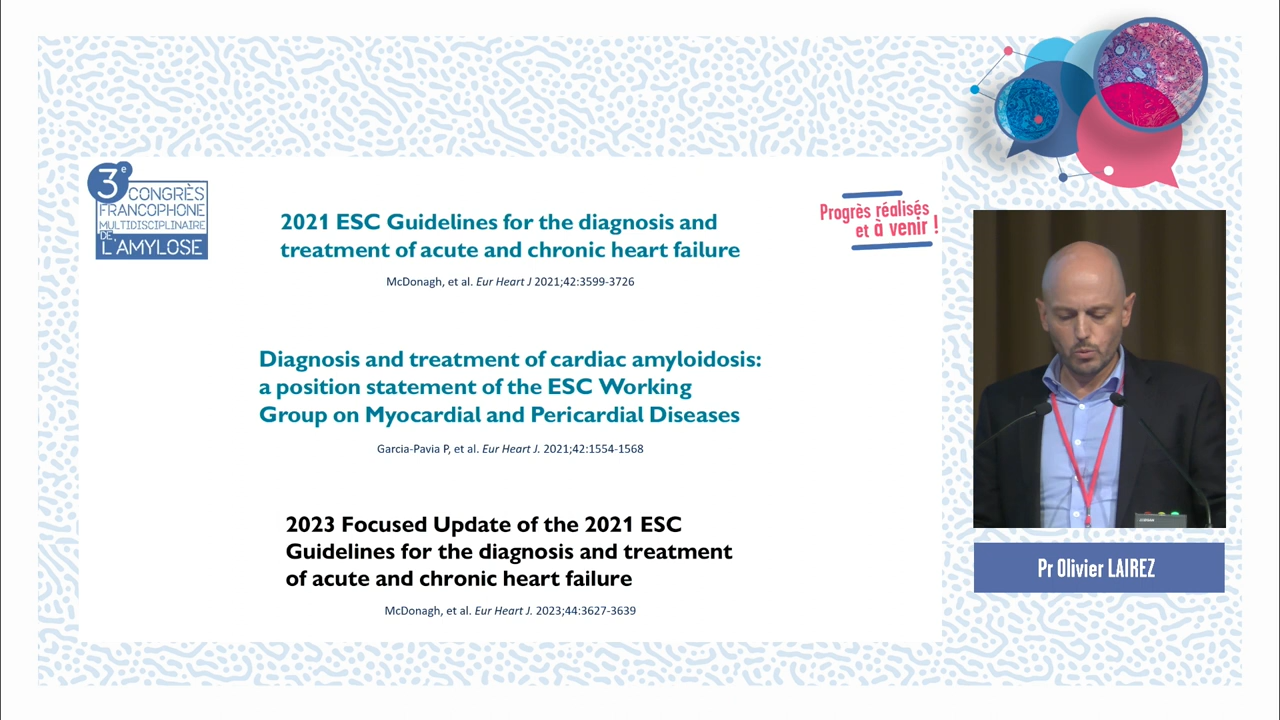 3e
CONGRÈS
FRANCOPHONE
MULTIDISCIPLINAIRE
DE
L'AMYLOSE
2021 ESC Guidelines for the diagnosis and
treatment of acute and chronic heart failure
McDonagh, et al. Eur Heart J 2021;42:3599-3726
Progrès réalisés
et à venir !
Diagnosis and treatment of cardiac amyloidosis:
a position statement of the ESC Working
Group on Myocardial and Pericardial Diseases
Garcia-Pavia P, et al. Eur Heart J. 2021;42:1554-1568
2023 Focused Update of the 2021 ESC
Guidelines for the diagnosis and treatment
of acute and chronic heart failure
McDonagh, et al. Eur Heart J. 2023;44:3627-3639
Pr Olivier LAIREZ